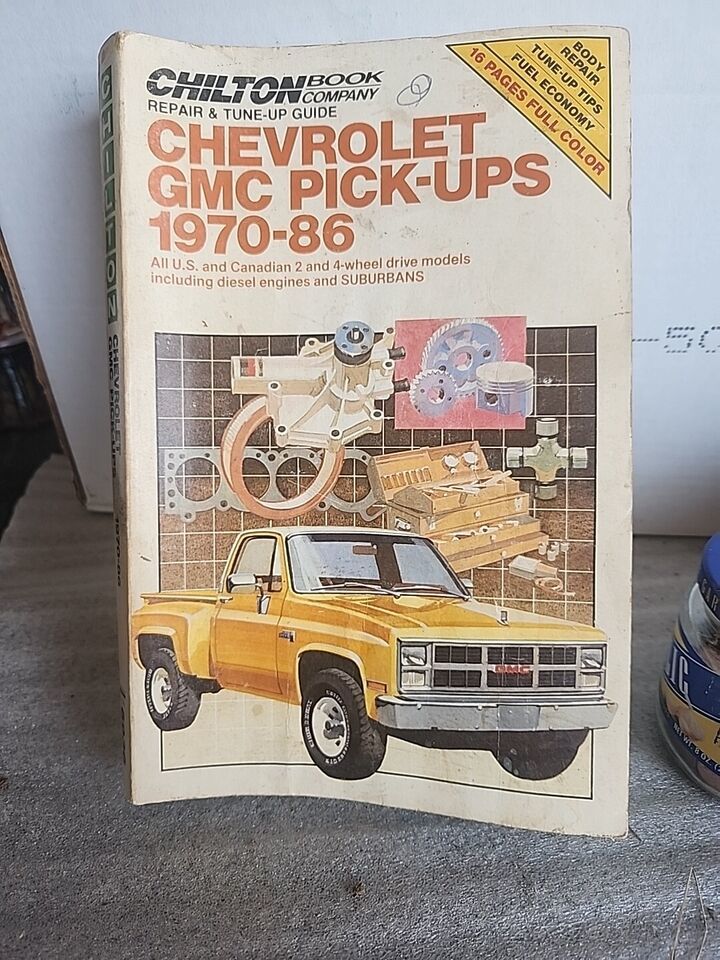 CHILTON BOOK COMPANY
REPAIR & TUNE-UP GUIDE
CHEVROLET
GMC PICK-UPS
1970-86
All U.S. and Canadian 2 and 4-wheel drive models
including diesel engines and SUBURBANS
BODY
REPAIR
TUNE-UP TIPS
FUEL ECONOMY
16 PAGES FULL COLOR
GMC
CHILTON
CHEVROLET
GMC PICK-UPS
1970-86
-50